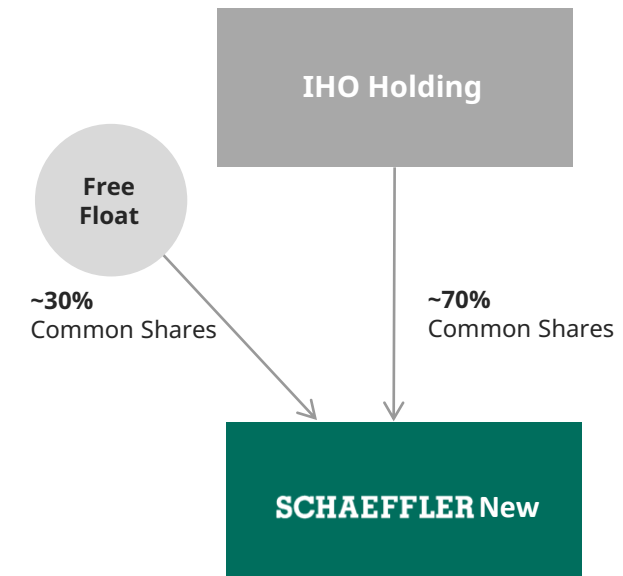 IHO Holding
Free
Float
~30%
Common Shares
~70%
Common Shares
SCHAEFFLER New